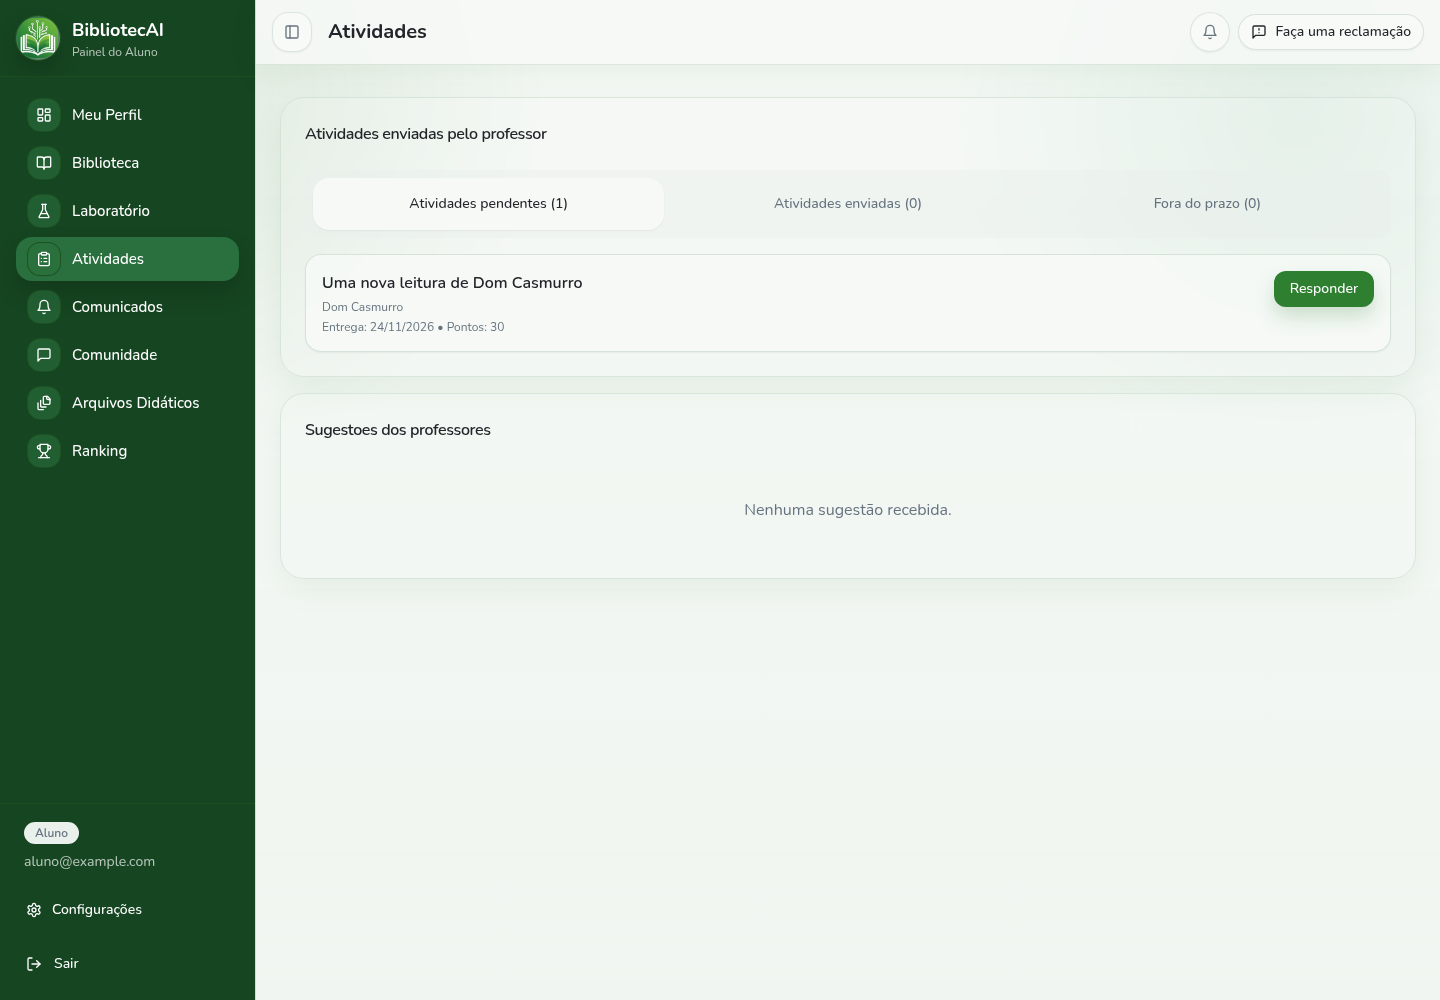 BibliotecAI
Painel do Aluno
Meu Perfil
Biblioteca
Laboratório
Atividades
Comunicados
Comunidade
Arquivos Didáticos
Ranking
Aluno
aluno@example.com
Configurações
Sair
Atividades
Faça uma reclamação
Atividades enviadas pelo professor
Atividades pendentes (1)
Atividades enviadas (0)
Fora do prazo (0)
Uma nova leitura de Dom Casmurro
Responder
Dom Casmurro
Entrega: 24/11/2026 • Pontos: 30
Sugestoes dos professores
Nenhuma sugestão recebida.